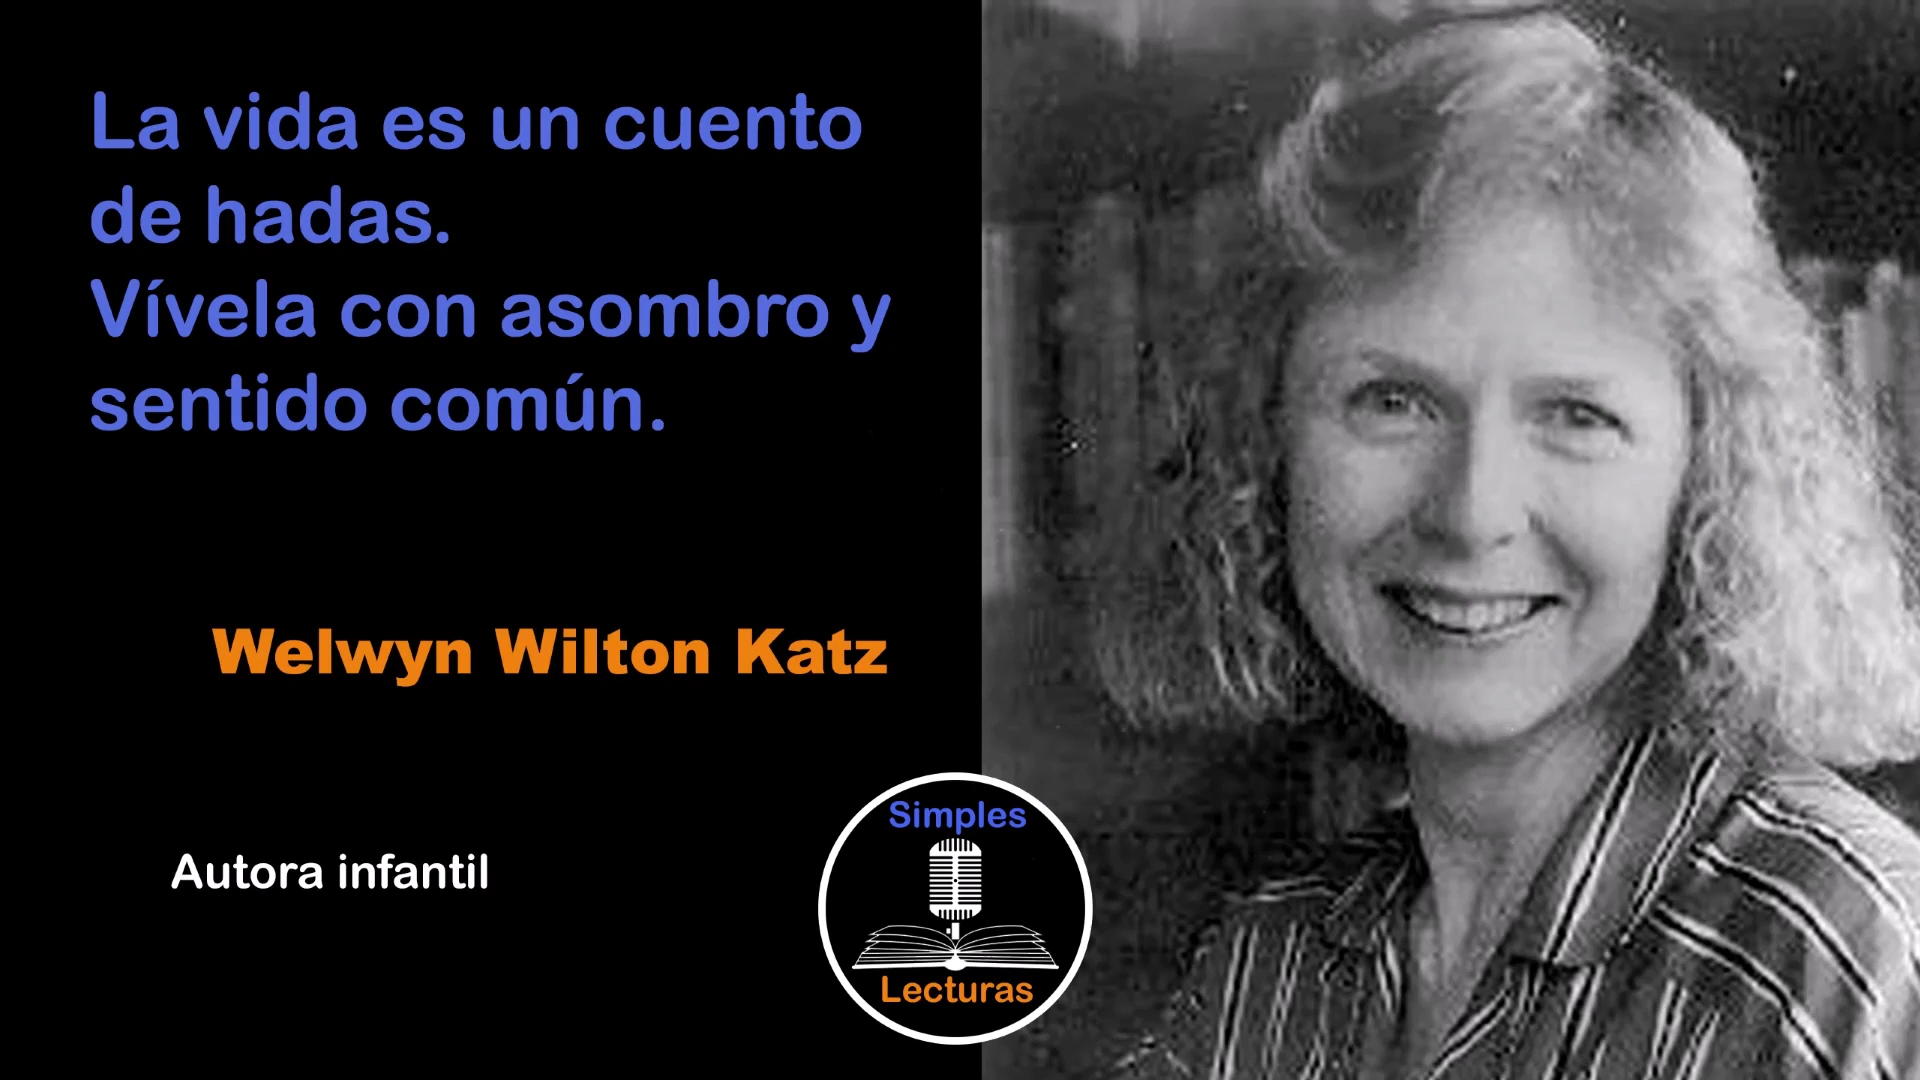 La vida es un cuento
de hadas.
Vívela con asombro y
sentido común.
Welwyn Wilton Katz
Autora infantil
Simples
Lecturas